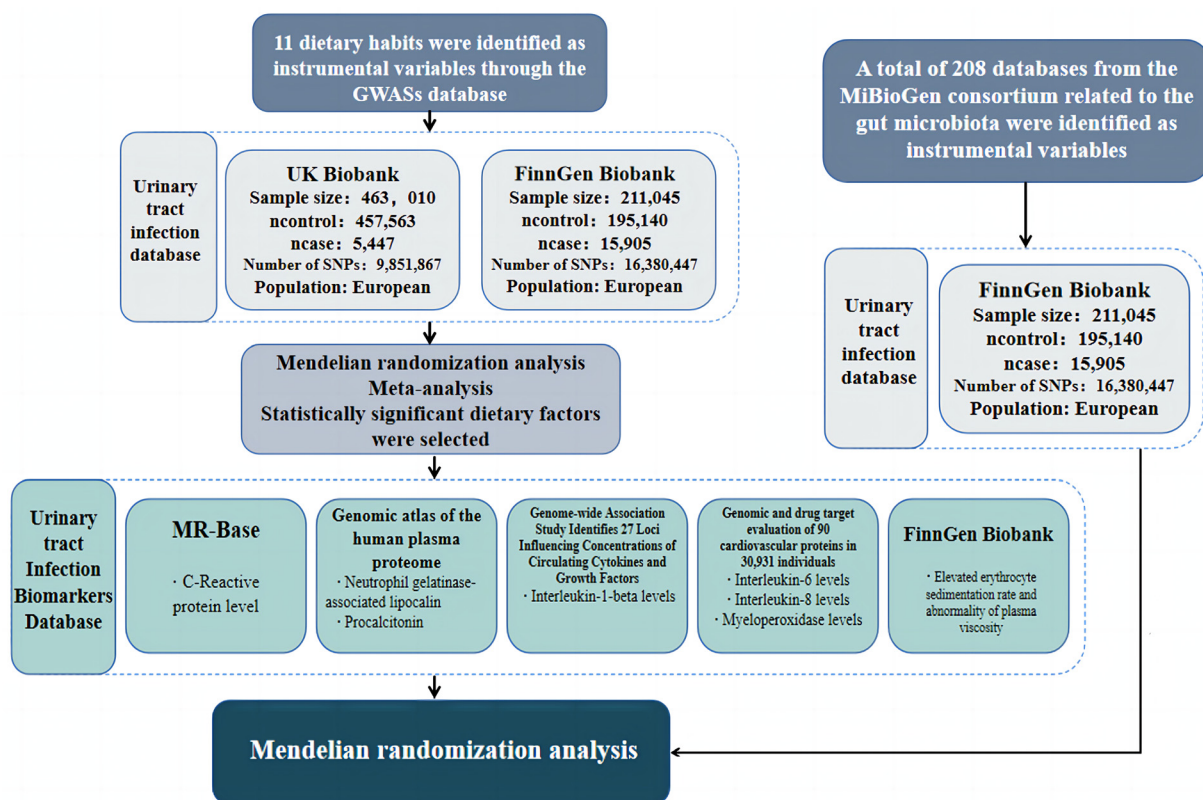 11 dietary habits were identified as
instrumental variables through the
GWASs database
A total of 208 databases from the
MiBioGen consortium related to the
gut microbiota were identified as
instrumental variables
Urinary
tract
infection
database
UK Biobank
Sample size：463，010
ncontrol：457,563
ncase：5,447
Number of SNPs：9,851,867
Population: European
FinnGen Biobank
Sample size：211,045
ncontrol：195,140
ncase：15,905
Number of SNPs：16,380,447
Population: European
Urinary
tract
infection
database
FinnGen Biobank
Sample size：211,045
ncontrol：195,140
ncase：15,905
Number of SNPs：16,380,447
Population: European
Mendelian randomization analysis
Meta-analysis
Statistically significant dietary factors
were selected
Urinary
tract
Infection
Biomarkers
Database
MR-Base
· C-Reactive
protein level
Genomic atlas of the
human plasma
proteome
· Neutrophil gelatinase-
associated lipocalin
· Procalcitonin
Genome-wide Association
Study Identifies 27 Loci
Influencing Concentrations of
Circulating Cytokines and
Growth Factors
· Interleukin-1-beta levels
Genomic and drug target
evaluation of 90
cardiovascular proteins in
30,931 individuals
· Interleukin-6 levels
· Interleukin-8 levels
· Myeloperoxidase levels
FinnGen Biobank
· Elevated erythrocyte
sedimentation rate and
abnormality of plasma
viscosity
Mendelian randomization analysis